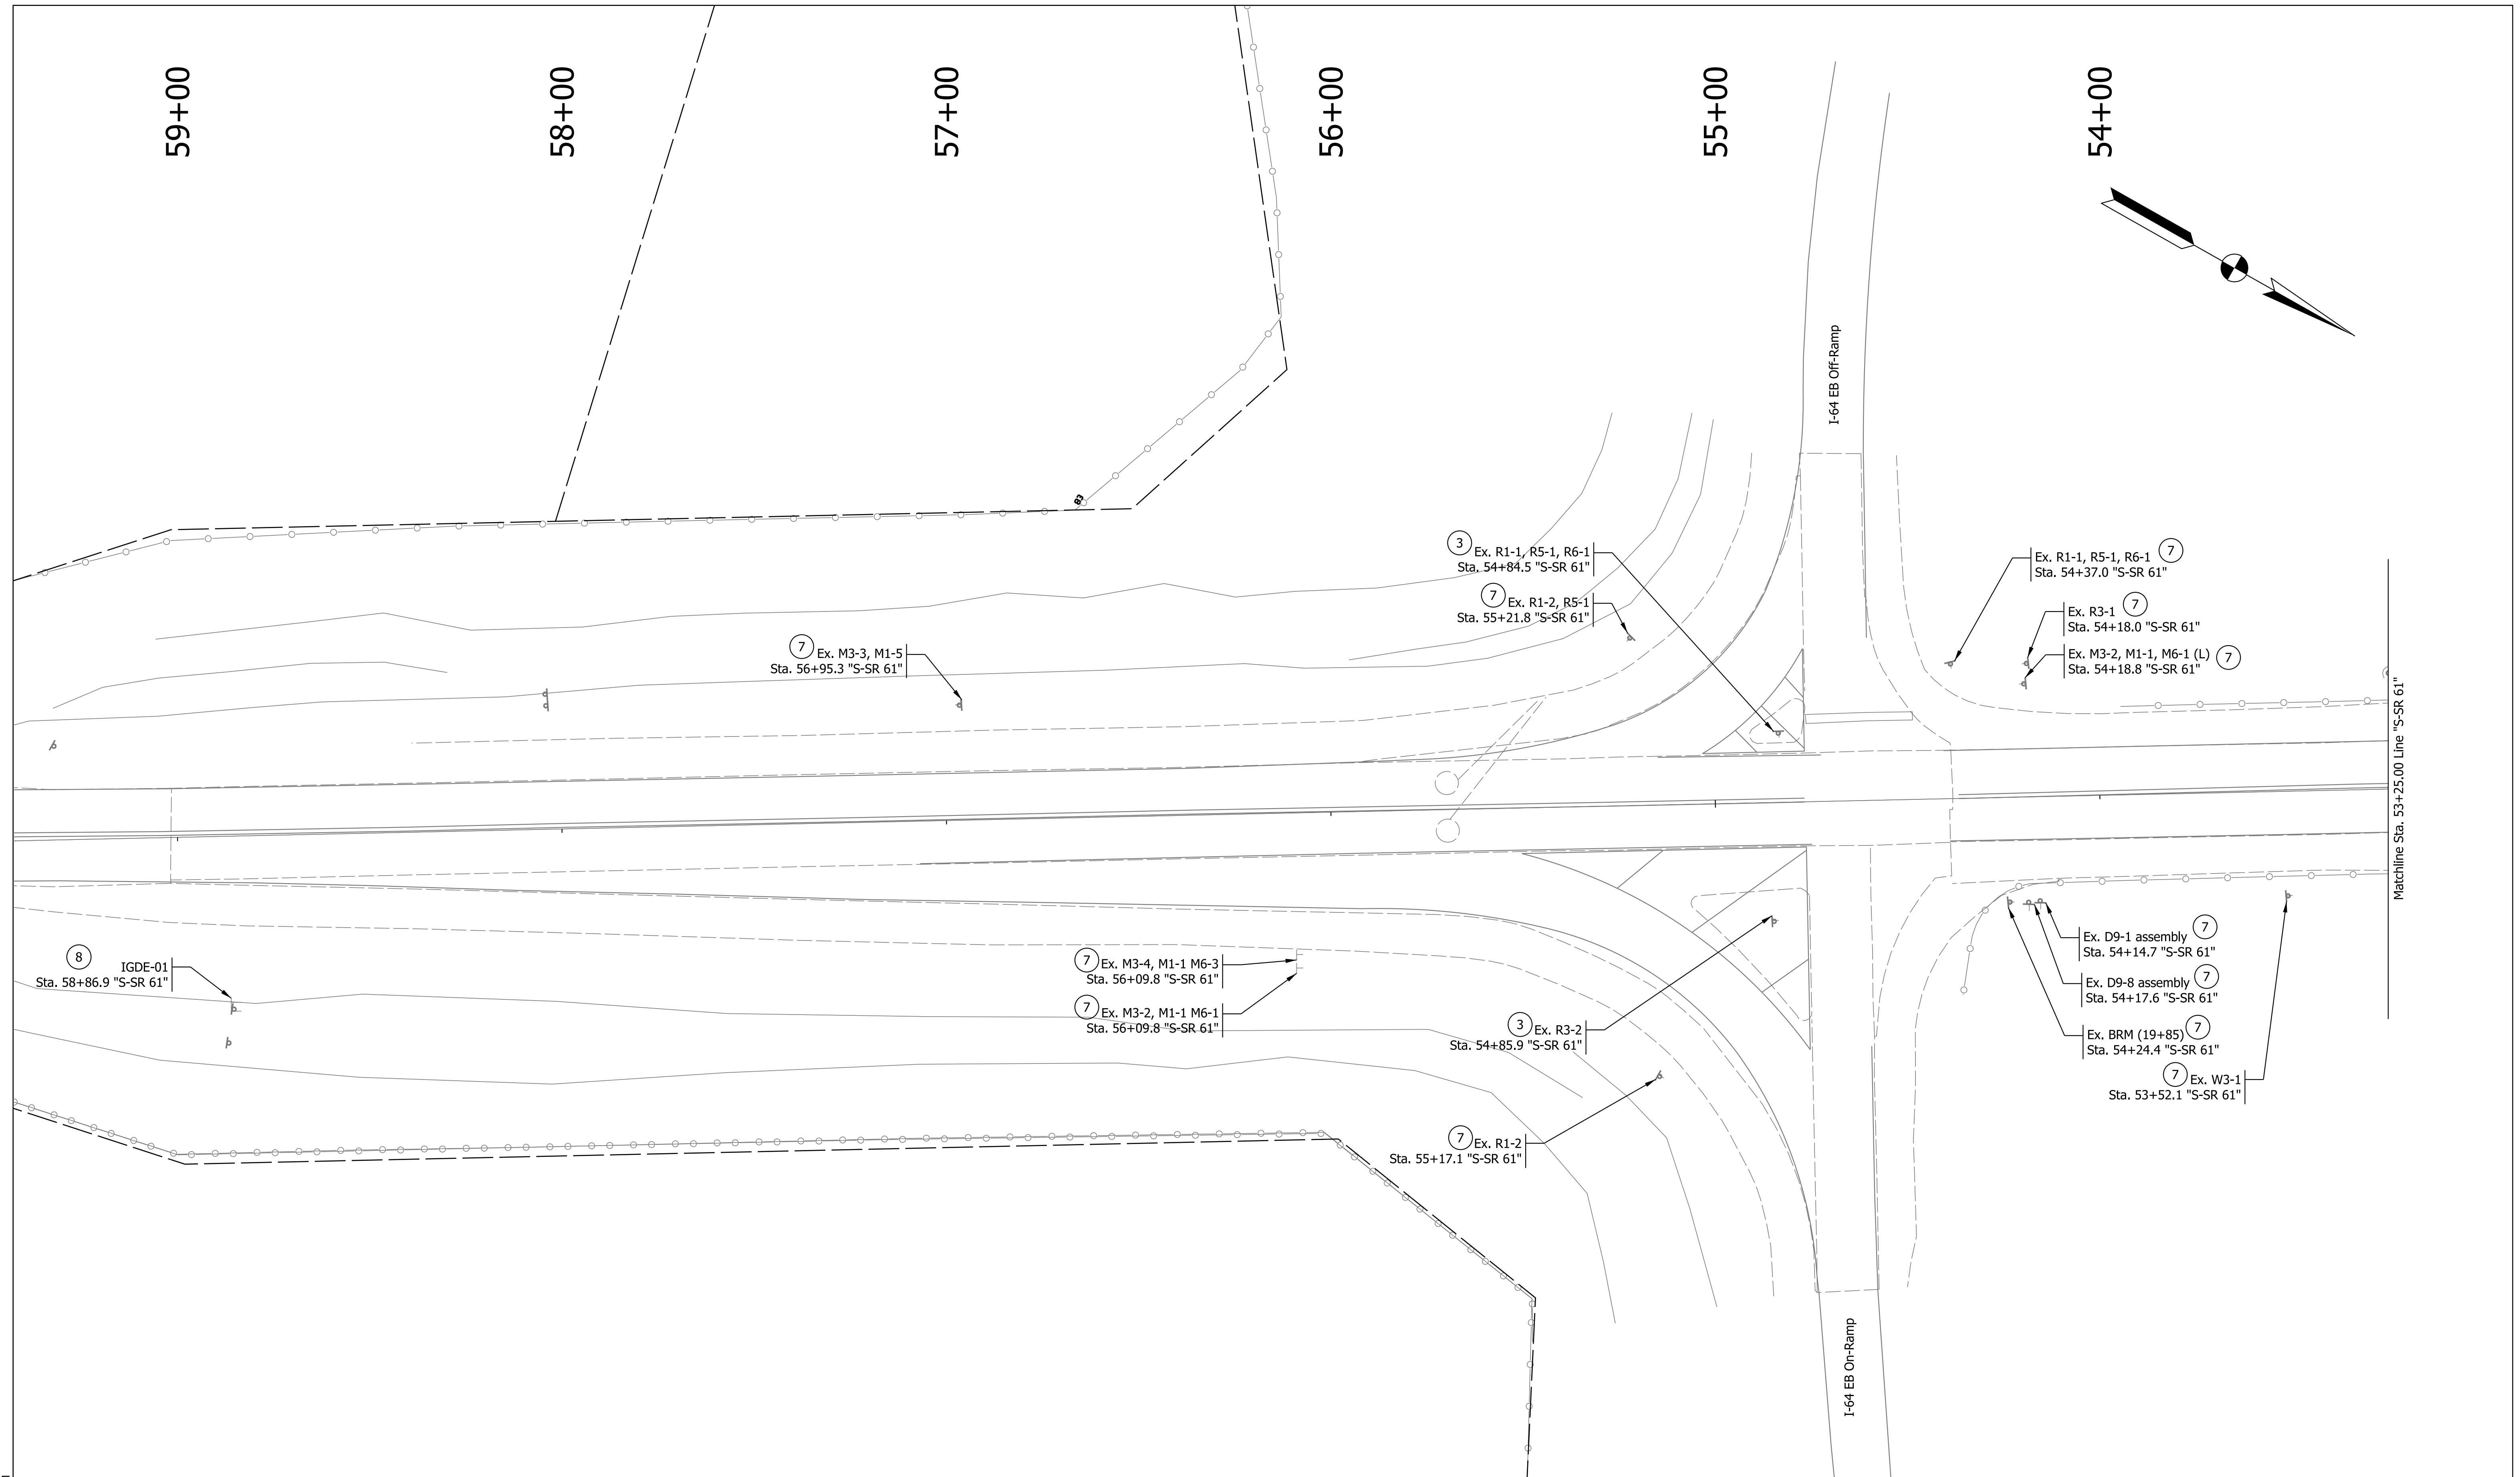 59+00
58+00
57+00
56+00
55+00
54+00
I-64 EB Off-Ramp
B3
3 Ex. R1-1, R5-1, R6-1
Sta. 54+84.5 "S-SR 61"
7 Ex. R1-2, R5-1
Sta. 55+21.8 "S-SR 61"
7 Ex. M3-3, M1-5
Sta. 56+95.3 "S-SR 61"
Ex. R1-1, R5-1, R6-1 7
Sta. 54+37.0 "S-SR 61"
Ex. R3-1 7
Sta. 54+18.0 "S-SR 61"
Ex. M3-2, M1-1, M6-1 (L) 7
Sta. 54+18.8 "S-SR 61"
Matchline Sta. 53+25.00 Line "S-SR 61"
8 IGDE-01
Sta. 58+86.9 "S-SR 61"
7 Ex. M3-4, M1-1 M6-3
Sta. 56+09.8 "S-SR 61"
7 Ex. M3-2, M1-1 M6-1
Sta. 56+09.8 "S-SR 61"
3 Ex. R3-2
Sta. 54+85.9 "S-SR 61"
7 Ex. R1-2
Sta. 55+17.1 "S-SR 61"
Ex. D9-1 assembly 7
Sta. 54+14.7 "S-SR 61"
Ex. D9-8 assembly 7
Sta. 54+17.6 "S-SR 61"
Ex. BRM (19+85) 7
Sta. 54+24.4 "S-SR 61"
7 Ex. W3-1
Sta. 53+52.1 "S-SR 61"
I-64 EB On-Ramp